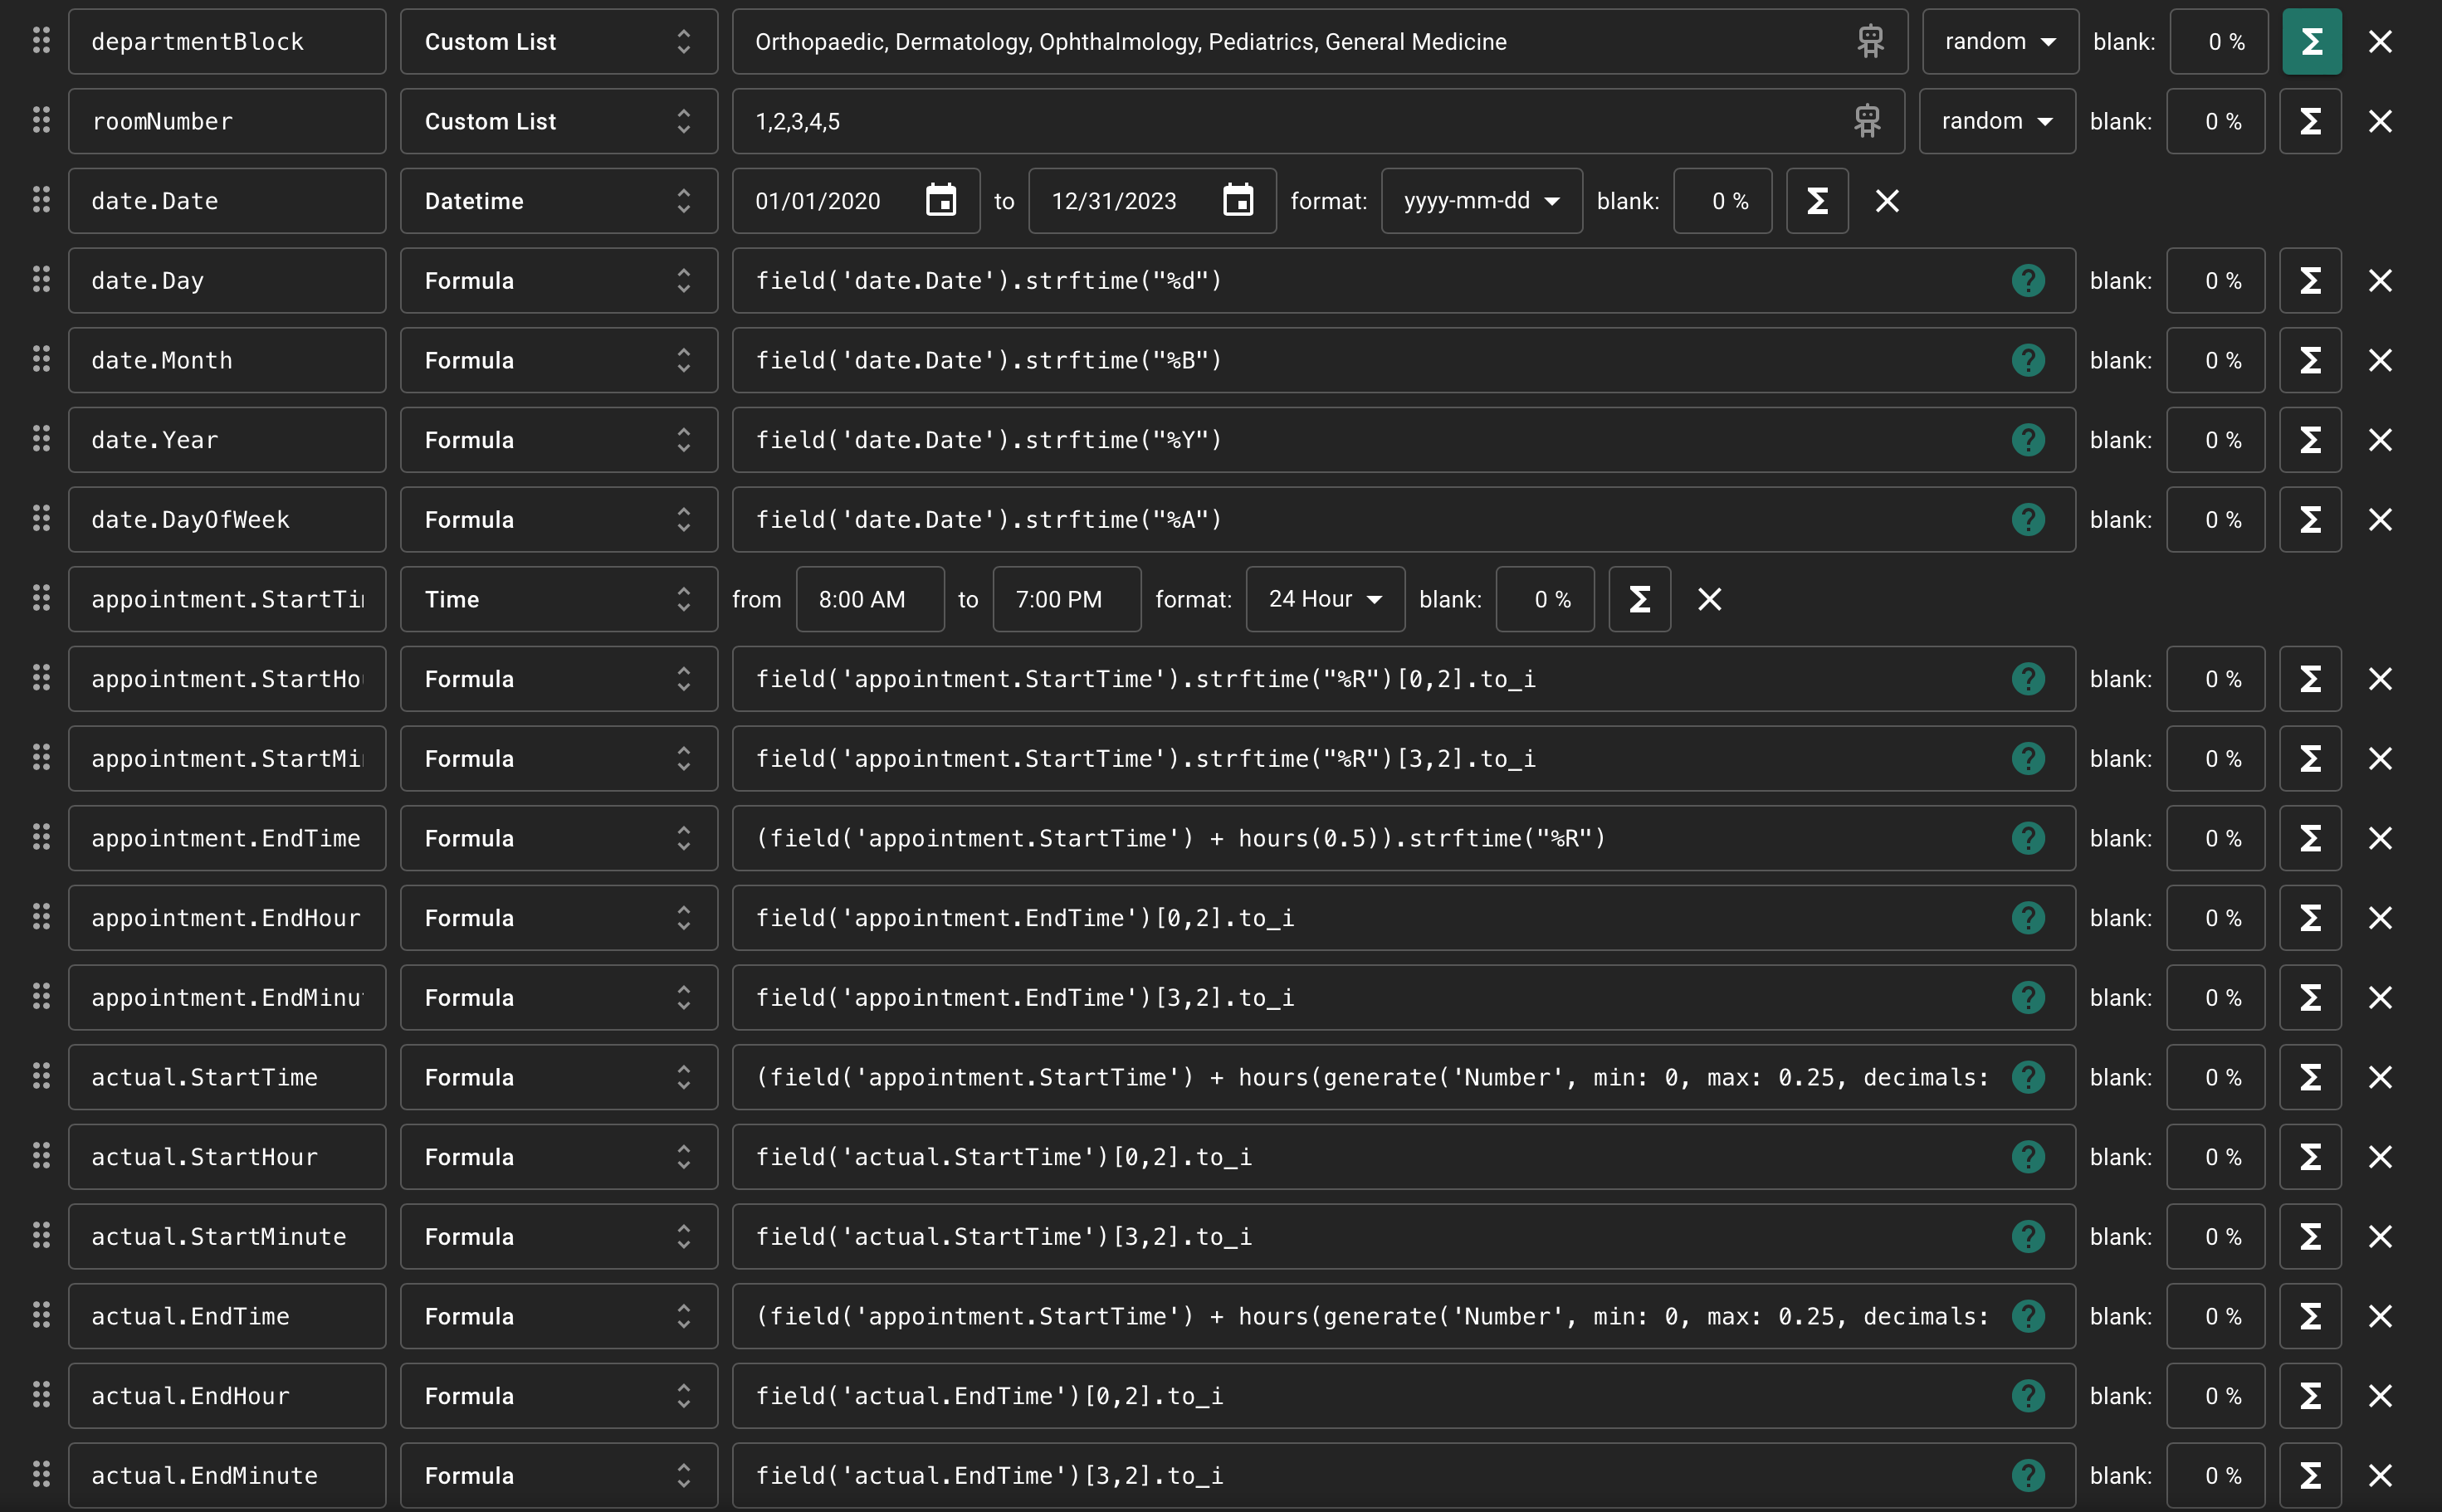 departmentBlock Custom List Orthopaedic, Dermatology, Ophthalmology, Pediatrics, General Medicine random blank: 0 % Σ
roomNumber Custom List 1,2,3,4,5 random blank: 0 % Σ
date.Date Datetime 01/01/2020 to 12/31/2023 format: yyyy-mm-dd blank: 0 % Σ
date.Day Formula field('date.Date').strftime("%d") ? blank: 0 % Σ
date.Month Formula field('date.Date').strftime("%B") ? blank: 0 % Σ
date.Year Formula field('date.Date').strftime("%Y") ? blank: 0 % Σ
date.DayOfWeek Formula field('date.Date').strftime("%A") ? blank: 0 % Σ
appointment.StartTi Time from 8:00 AM to 7:00 PM format: 24 Hour blank: 0 % Σ
appointment.StartHo Formula field('appointment.StartTime').strftime("%R")[0,2].to_i ? blank: 0 % Σ
appointment.StartMi Formula field('appointment.StartTime').strftime("%R")[3,2].to_i ? blank: 0 % Σ
appointment.EndTime Formula (field('appointment.StartTime') + hours(0.5)).strftime("%R") ? blank: 0 % Σ
appointment.EndHour Formula field('appointment.EndTime')[0,2].to_i ? blank: 0 % Σ
appointment.EndMinu Formula field('appointment.EndTime')[3,2].to_i ? blank: 0 % Σ
actual.StartTime Formula (field('appointment.StartTime') + hours(generate('Number', min: 0, max: 0.25, decimals: ? blank: 0 % Σ
actual.StartHour Formula field('actual.StartTime')[0,2].to_i ? blank: 0 % Σ
actual.StartMinute Formula field('actual.StartTime')[3,2].to_i ? blank: 0 % Σ
actual.EndTime Formula (field('appointment.StartTime') + hours(generate('Number', min: 0, max: 0.25, decimals: ? blank: 0 % Σ
actual.EndHour Formula field('actual.EndTime')[0,2].to_i ? blank: 0 % Σ
actual.EndMinute Formula field('actual.EndTime')[3,2].to_i ? blank: 0 % Σ